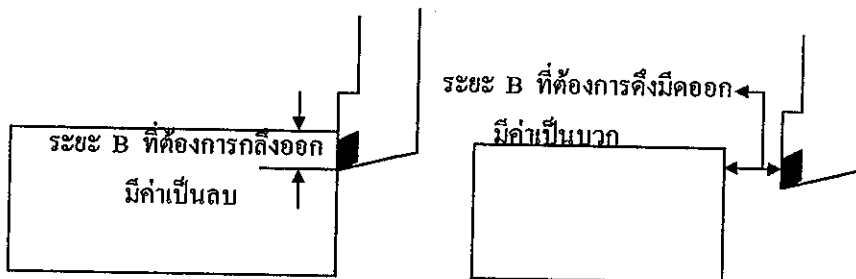 ระยะ B ที่ต้องการกลึงออก
มีค่าเป็นลบ
ระยะ B ที่ต้องการดึงมีดออก
มีค่าเป็นบวก